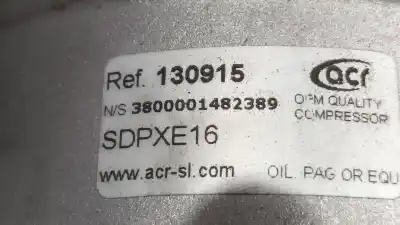 Ref. 130915
acr
N/S 3800001482389
OEM QUALITY
COMPRESSOR
SDPXE16
www.acr-sl.com
OIL. PAG OR EQU